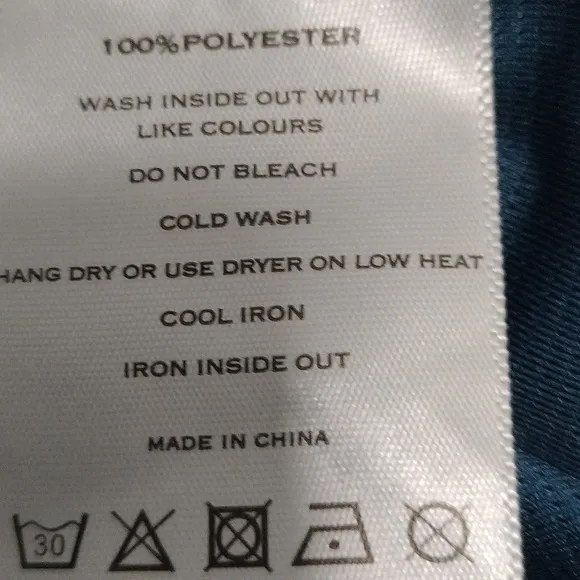 100% POLYESTER
WASH INSIDE OUT WITH
LIKE COLOURS
DO NOT BLEACH
COLD WASH
HANG DRY OR USE DRYER ON LOW HEAT
COOL IRON
IRON INSIDE OUT
MADE IN CHINA
30